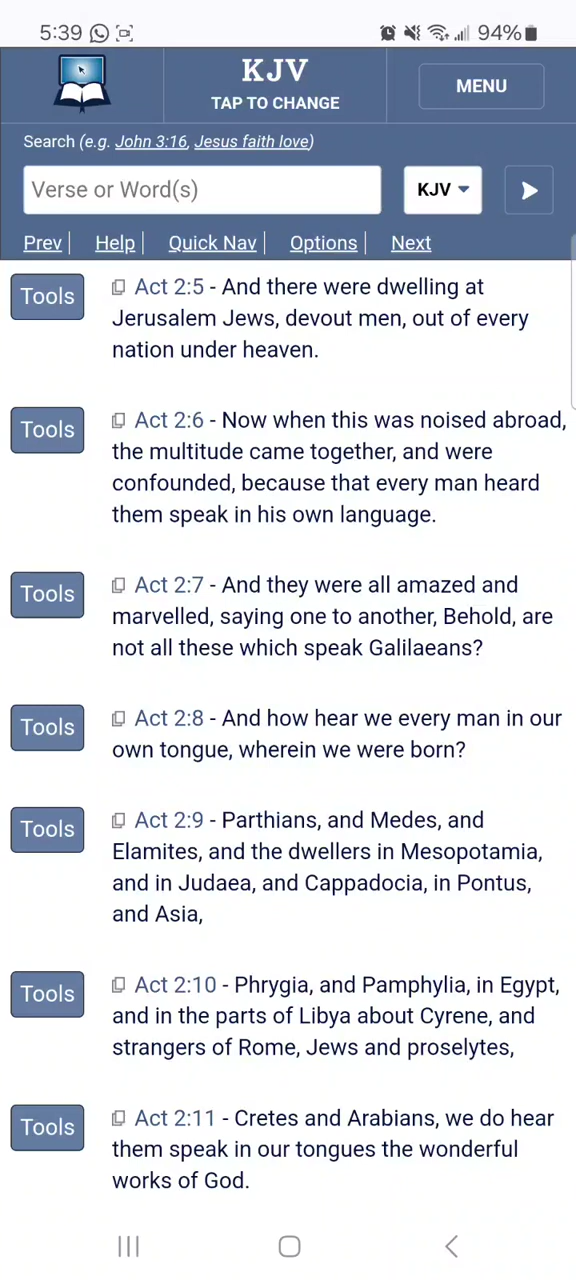 5:39 94%
KJV
TAP TO CHANGE
MENU
Search (e.g. John 3:16, Jesus faith love)
Verse or Word(s) KJV
Prev | Help | Quick Nav | Options | Next
Tools Act 2:5 - And there were dwelling at
Jerusalem Jews, devout men, out of every
nation under heaven.
Tools Act 2:6 - Now when this was noised abroad,
the multitude came together, and were
confounded, because that every man heard
them speak in his own language.
Tools Act 2:7 - And they were all amazed and
marvelled, saying one to another, Behold, are
not all these which speak Galilaeans?
Tools Act 2:8 - And how hear we every man in our
own tongue, wherein we were born?
Tools Act 2:9 - Parthians, and Medes, and
Elamites, and the dwellers in Mesopotamia,
and in Judaea, and Cappadocia, in Pontus,
and Asia,
Tools Act 2:10 - Phrygia, and Pamphylia, in Egypt,
and in the parts of Libya about Cyrene, and
strangers of Rome, Jews and proselytes,
Tools Act 2:11 - Cretes and Arabians, we do hear
them speak in our tongues the wonderful
works of God.